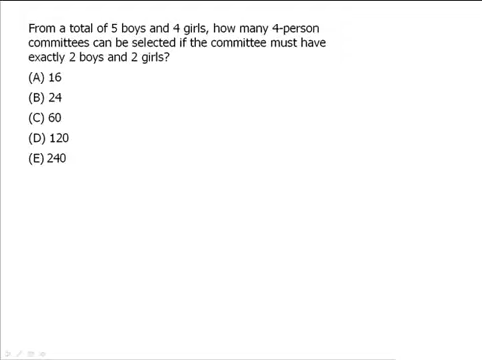 From a total of 5 boys and 4 girls, how many 4-person
committees can be selected if the committee must have
exactly 2 boys and 2 girls?
(A) 16
(B) 24
(C) 60
(D) 120
(E) 240